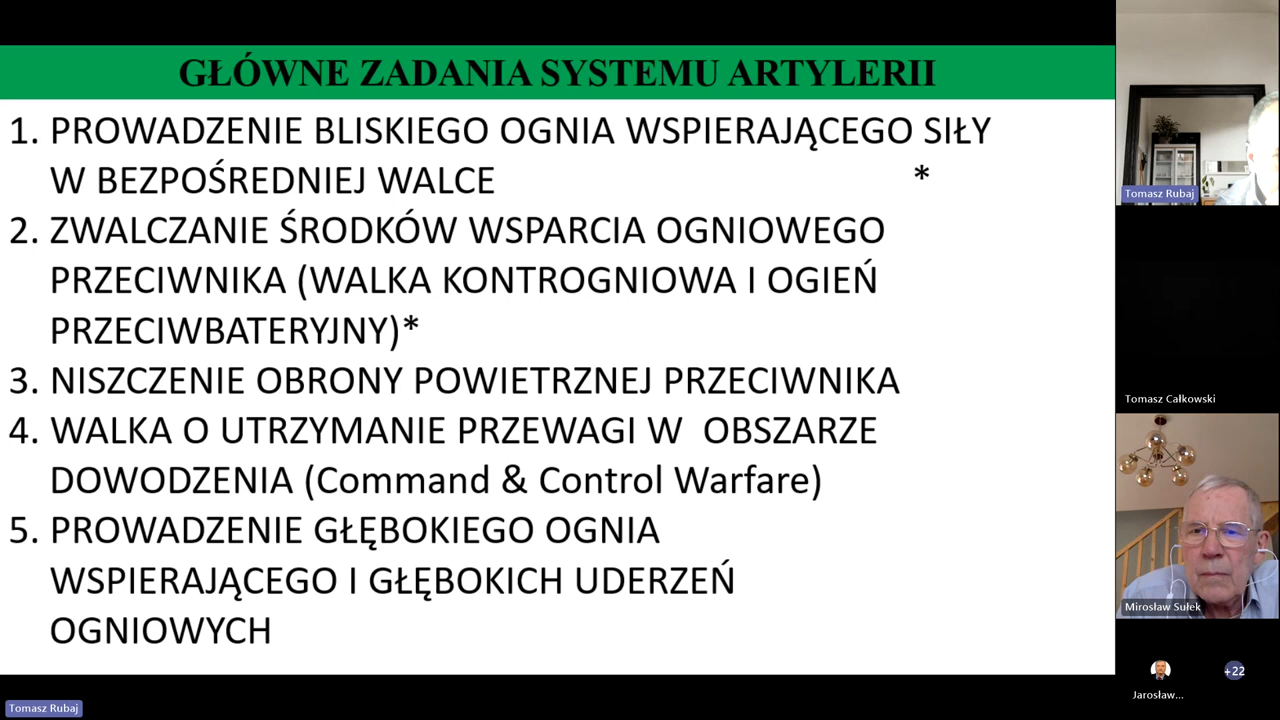 GŁÓWNE ZADANIA SYSTEMU ARTYLERII
1. PROWADZENIE BLISKIEGO OGNIA WSPIERAJĄCEGO SIŁY
W BEZPOŚREDNIEJ WALCE *
2. ZWALCZANIE ŚRODKÓW WSPARCIA OGNIOWEGO
PRZECIWNIKA (WALKA KONTROGNIOWA I OGIEŃ
PRZECIWBATERYJNY)*
3. NISZCZENIE OBRONY POWIETRZNEJ PRZECIWNIKA
4. WALKA O UTRZYMANIE PRZEWAGI W OBSZARZE
DOWODZENIA (Command & Control Warfare)
5. PROWADZENIE GŁĘBOKIEGO OGNIA
WSPIERAJĄCEGO I GŁĘBOKICH UDERZEŃ
OGNIOWYCH
Tomasz Rubaj
Tomasz Rubaj
Tomasz Całkowski
Mirosław Sułek
+22
Jarosław...